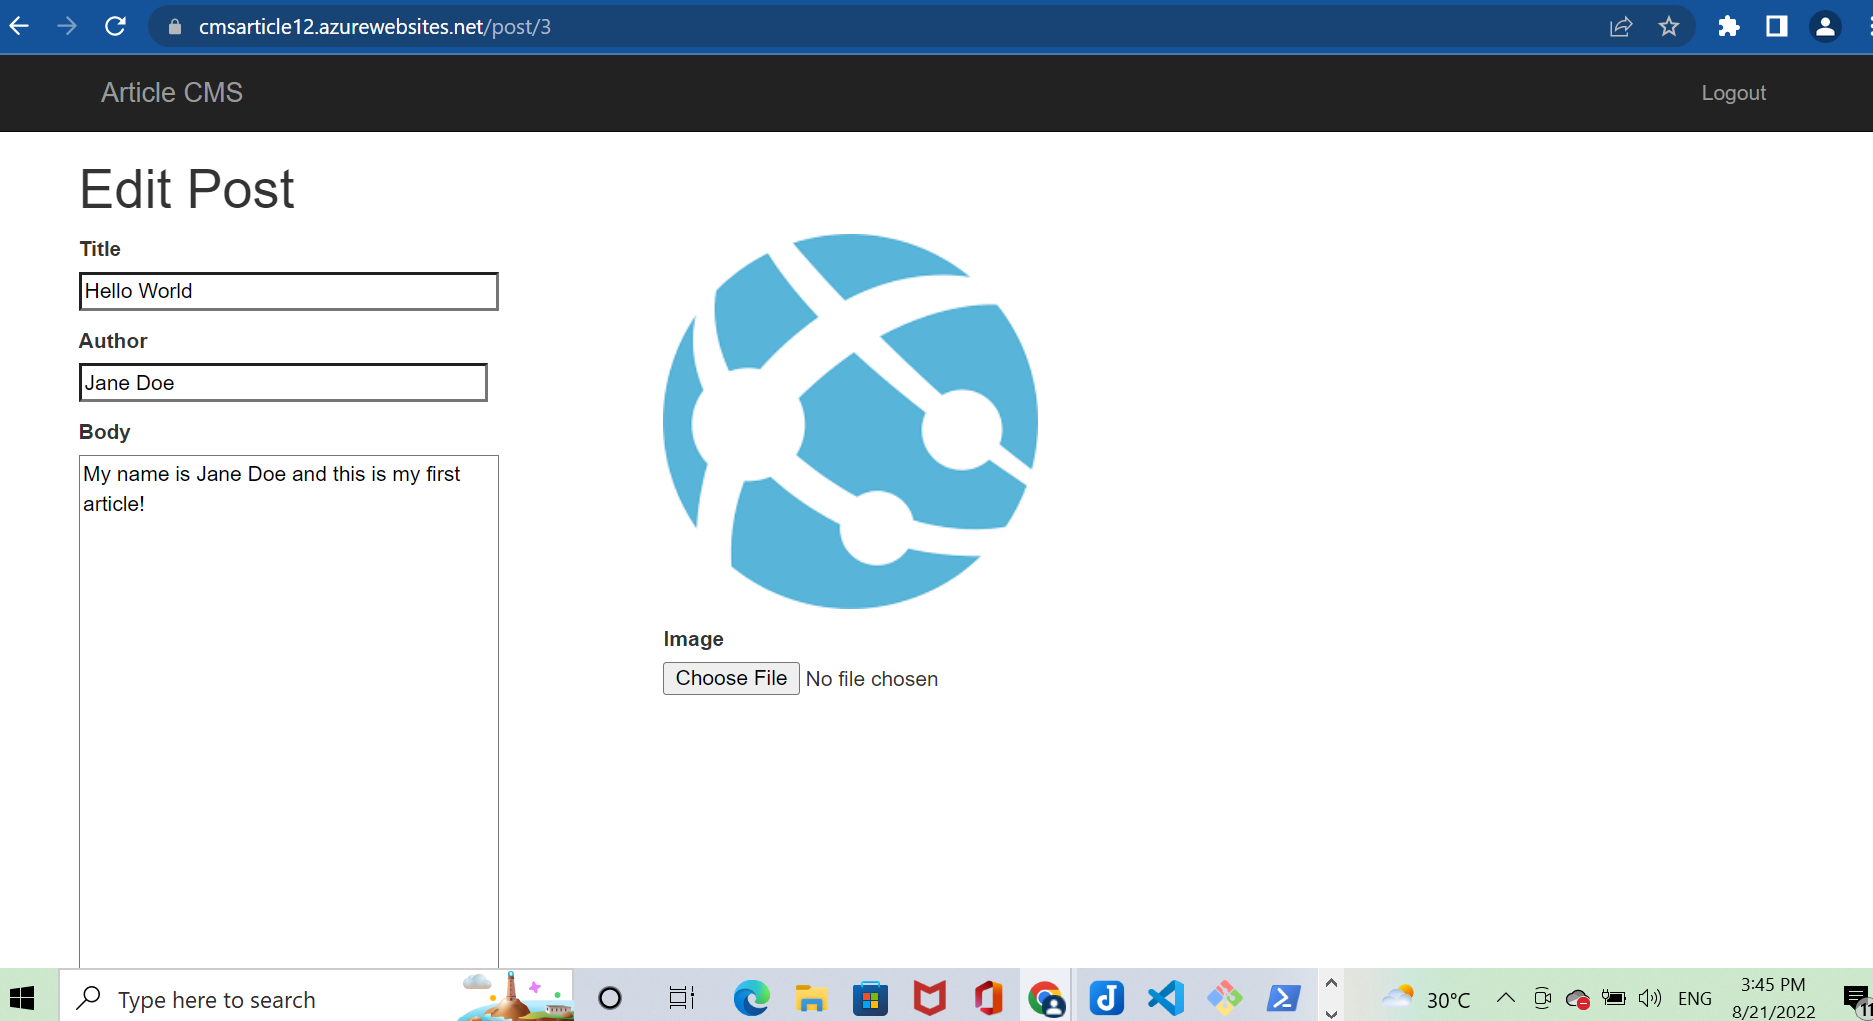 cmsarticle12.azurewebsites.net/post/3
Article CMS
Logout
Edit Post
Title
Hello World
Author
Jane Doe
Body
My name is Jane Doe and this is my first
article!
Image
Choose File No file chosen
Type here to search
30°C
ENG
3:45 PM
8/21/2022